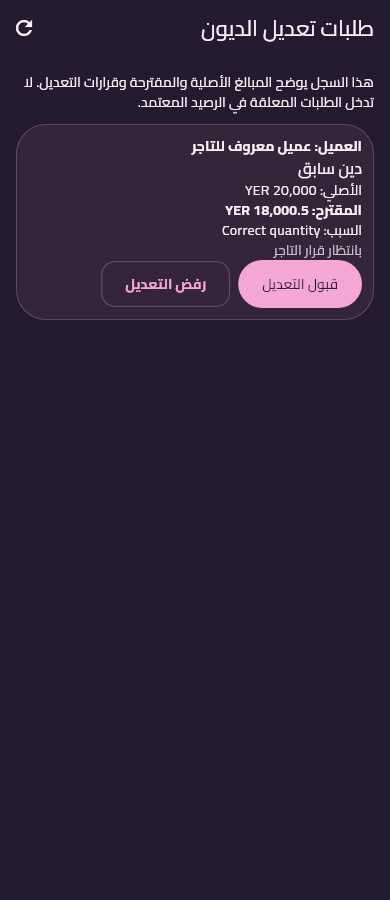 طلبات تعديل الديون
هذا السجل يوضح المبالغ الأصلية والمقترحة وقرارات التعديل. لا
تدخل الطلبات المعلقة في الرصيد المعتمد.
العميل: عميل معروف للتاجر
دين سابق
الأصلي: 20,000 YER
المقترح: 18,000.5 YER
السبب: Correct quantity
بانتظار قرار التاجر
قبول التعديل
رفض التعديل